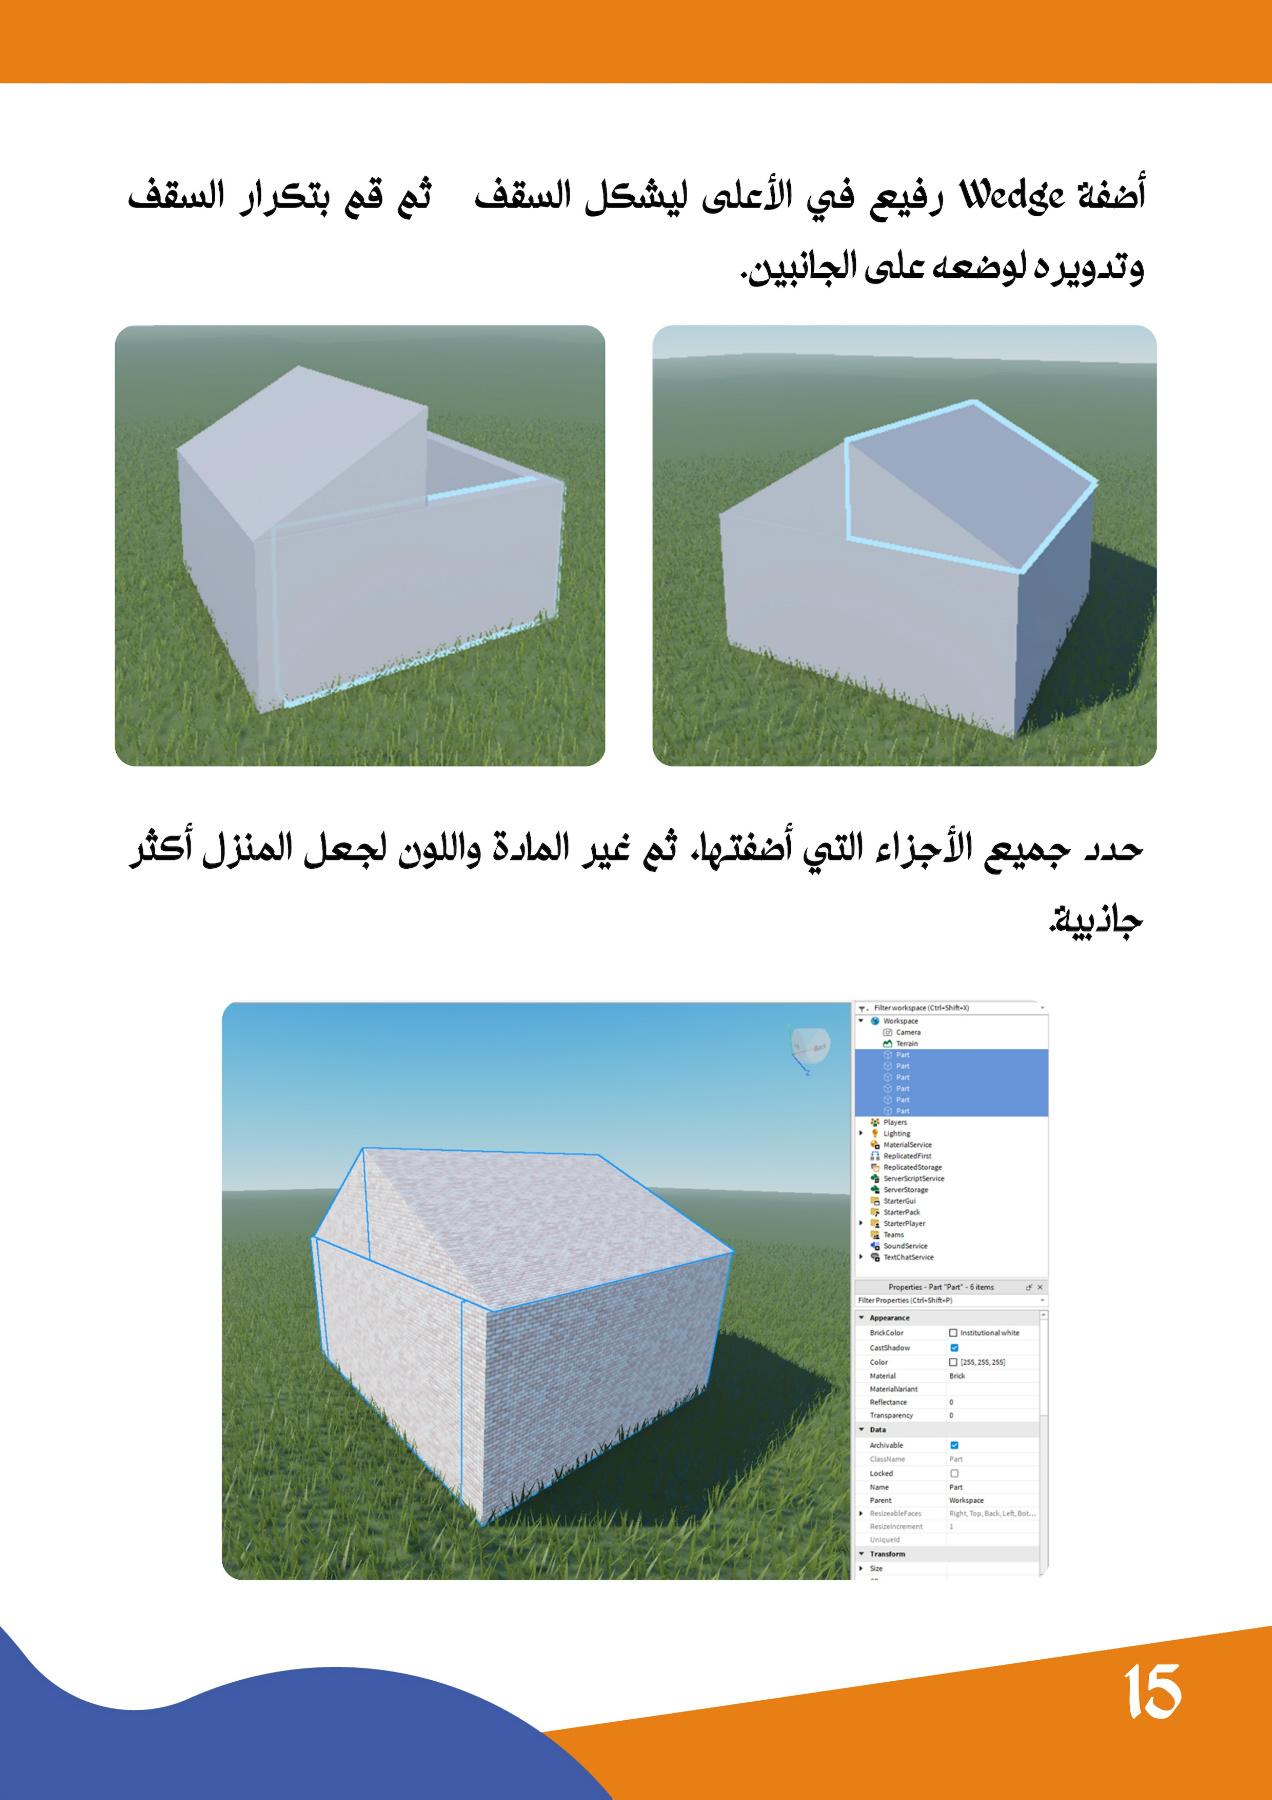 أضفة Wedge رفيع في الأعلى ليشكل السقف ثم قم بتكرار السقف
وتدويره لوضعه على الجانبين.
حدد جميع الأجزاء التي أضفتها، ثم غير المادة واللون لجعل المنزل أكثر
جاذبية.
Filter workspace (Ctrl+Shift+X)
Workspace
Camera
Terrain
Part
Part
Part
Part
Part
Part
Players
Lighting
MaterialService
ReplicatedFirst
ReplicatedStorage
ServerScriptService
ServerStorage
StarterGui
StarterPack
StarterPlayer
Teams
SoundService
TextChatService
Properties - Part "Part" - 6 items
Filter Properties (Ctrl+Shift+P)
Appearance
BrickColor Institutional white
CastShadow
Color [255, 255, 255]
Material Brick
MaterialVariant
Reflectance 0
Transparency 0
Data
Archivable
ClassName Part
Locked
Name Part
Parent Workspace
ResizeableFaces Right, Top, Back, Left, Bot...
ResizeIncrement 1
UniqueId
Transform
Size
Back
Z
15